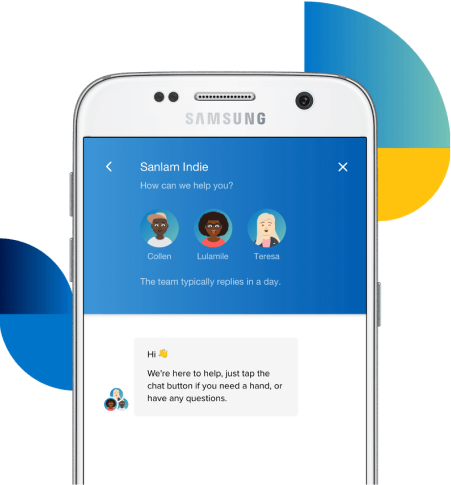 SAMSUNG
Sanlam Indie
How can we help you?
Collen Lulamile Teresa
The team typically replies in a day.
Hi 👋
We're here to help, just tap the
chat button if you need a hand, or
have any questions.